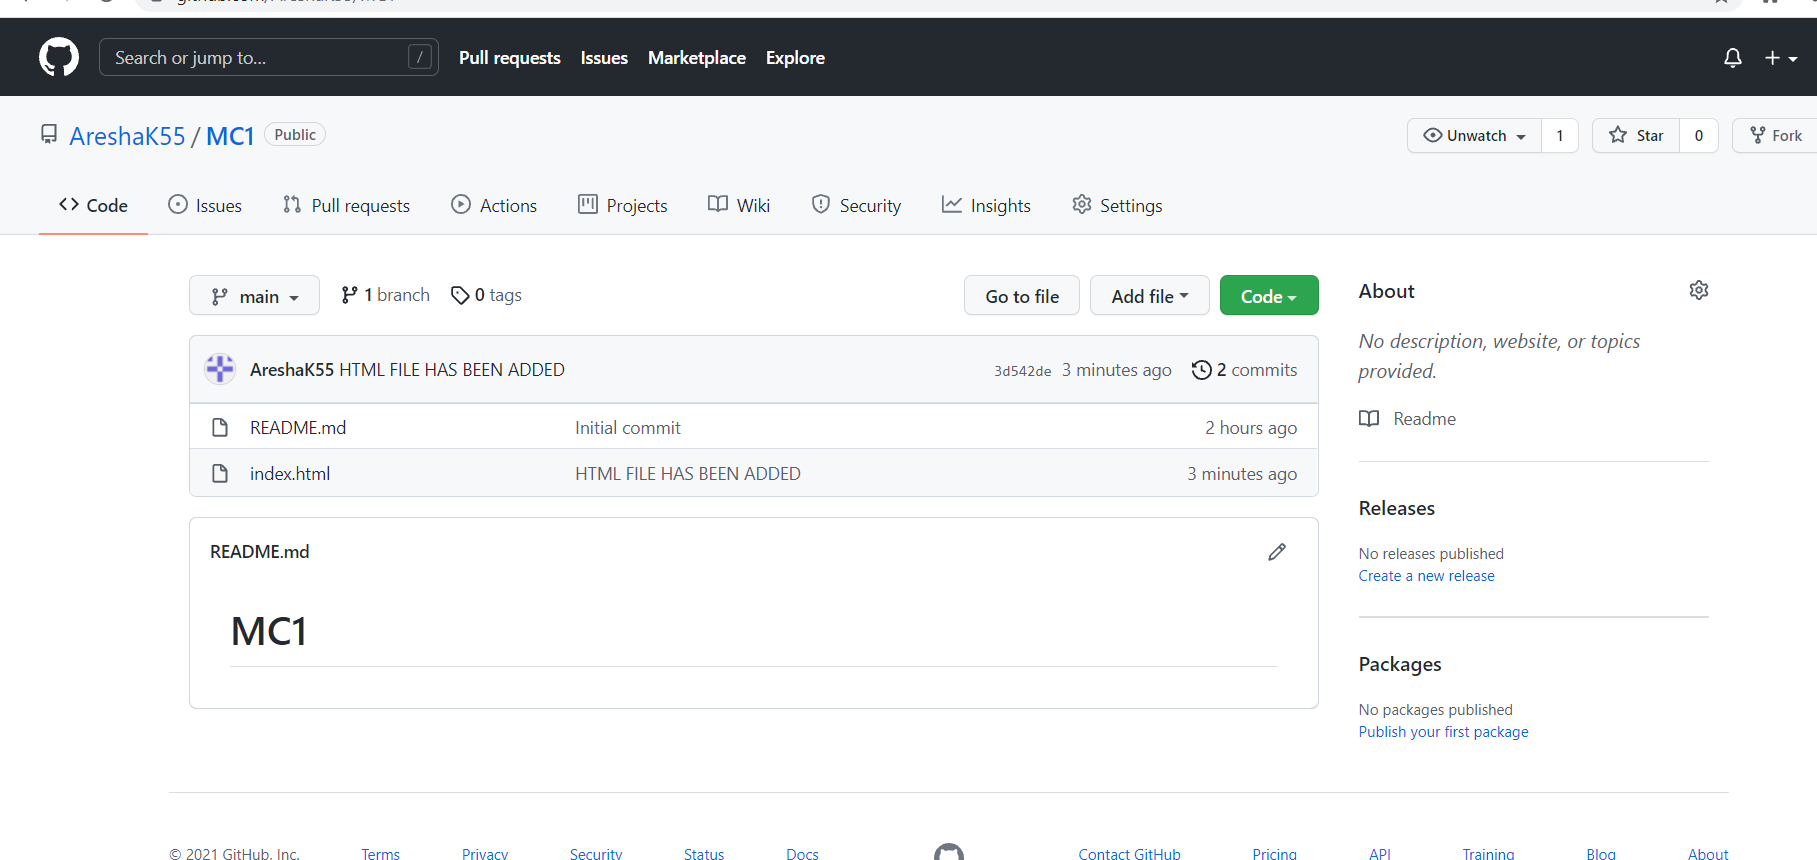 Search or jump to... /
Pull requests Issues Marketplace Explore
AreshaK55 / MC1 Public
Unwatch 1 Star 0 Fork
Code Issues Pull requests Actions Projects Wiki Security Insights Settings
main 1 branch 0 tags Go to file Add file Code
AreshaK55 HTML FILE HAS BEEN ADDED 3d542de 3 minutes ago 2 commits
README.md Initial commit 2 hours ago
index.html HTML FILE HAS BEEN ADDED 3 minutes ago
README.md
MC1
About
No description, website, or topics
provided.
Readme
Releases
No releases published
Create a new release
Packages
No packages published
Publish your first package
© 2021 GitHub, Inc. Terms Privacy Security Status Docs Contact GitHub Pricing API Training Blog About